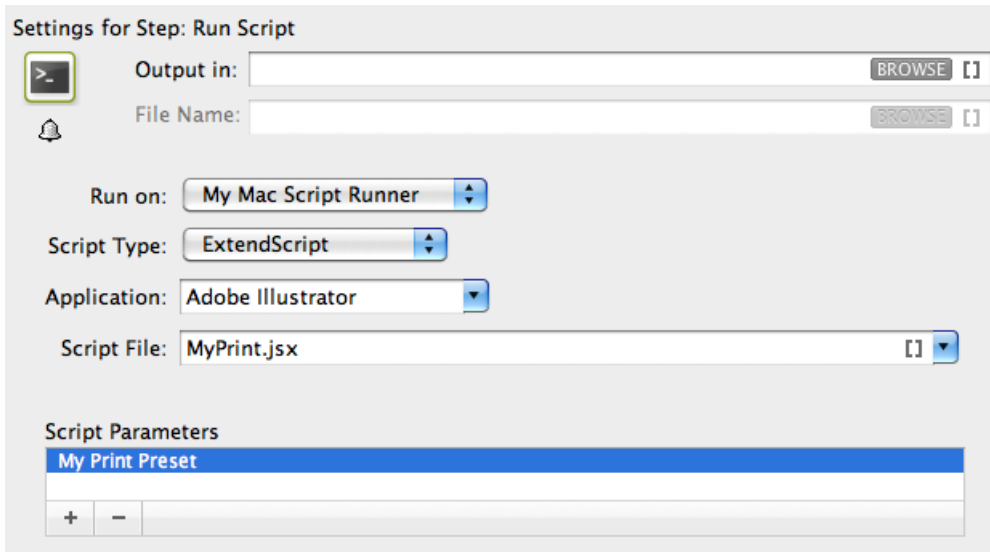 Settings for Step: Run Script
Output in: BROWSE []
File Name: BROWSE []
Run on: My Mac Script Runner
Script Type: ExtendScript
Application: Adobe Illustrator
Script File: MyPrint.jsx []
Script Parameters
My Print Preset
+ −